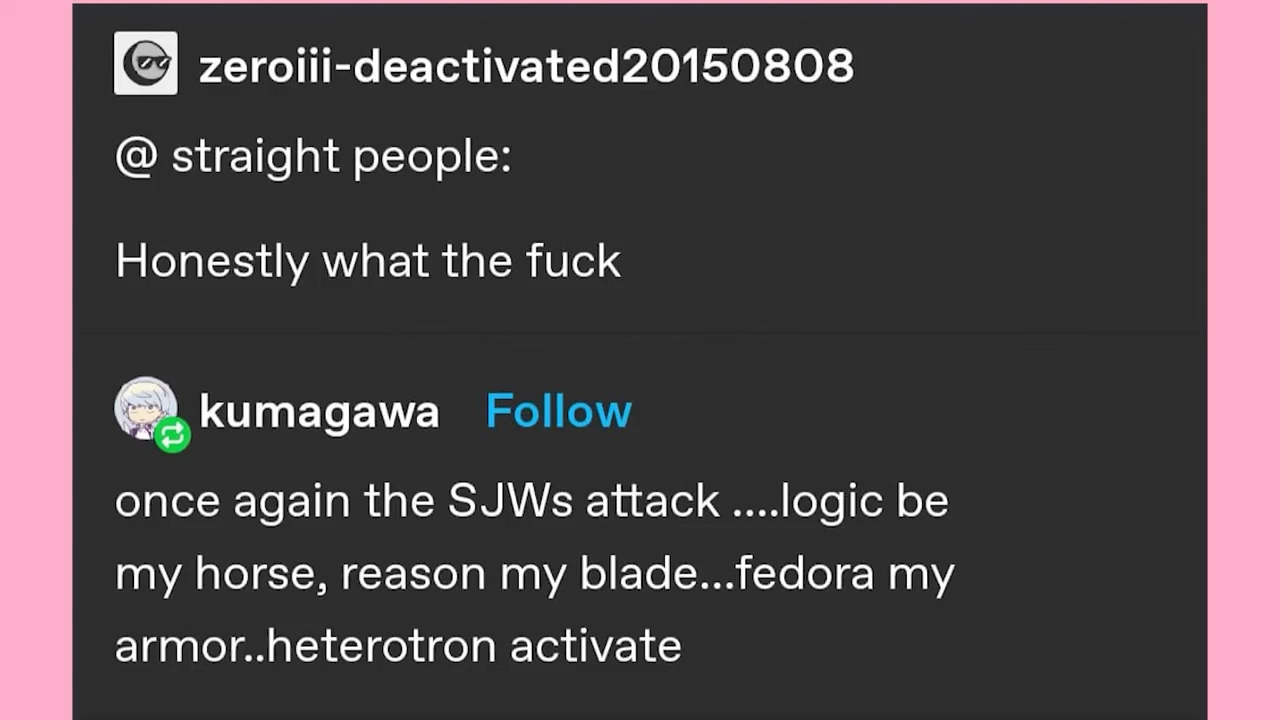 zeroiii-deactivated20150808
@ straight people:
Honestly what the fuck
kumagawa Follow
once again the SJWs attack ....logic be
my horse, reason my blade...fedora my
armor..heterotron activate